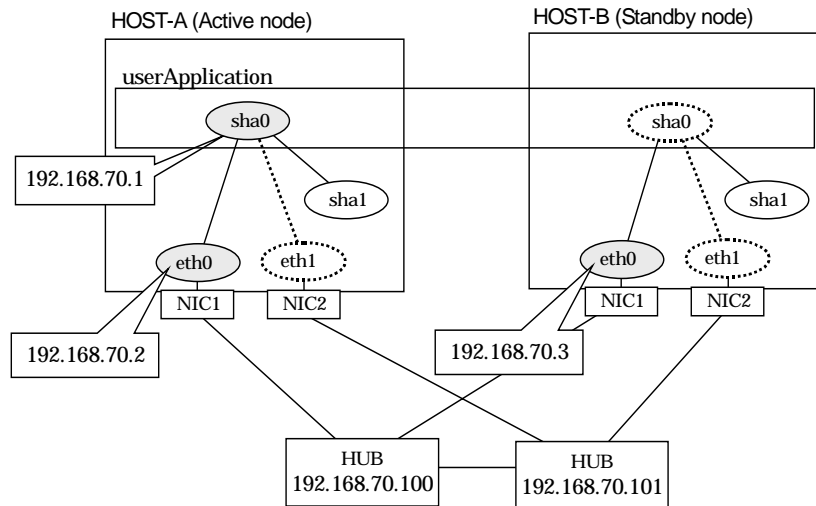 HOST-A (Active node)
HOST-B (Standby node)
userApplication
sha0
sha0
192.168.70.1
sha1
sha1
eth0
eth1
eth0
eth1
NIC1
NIC2
NIC1
NIC2
192.168.70.2
192.168.70.3
HUB
192.168.70.100
HUB
192.168.70.101